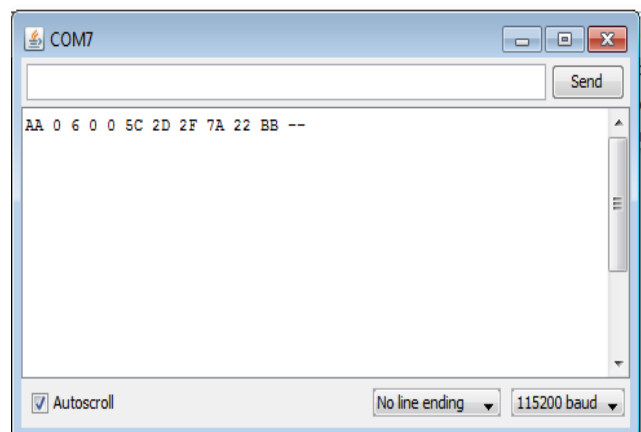 COM7
Send
AA 0 6 0 0 5C 2D 2F 7A 22 BB --
Autoscroll
No line ending
115200 baud